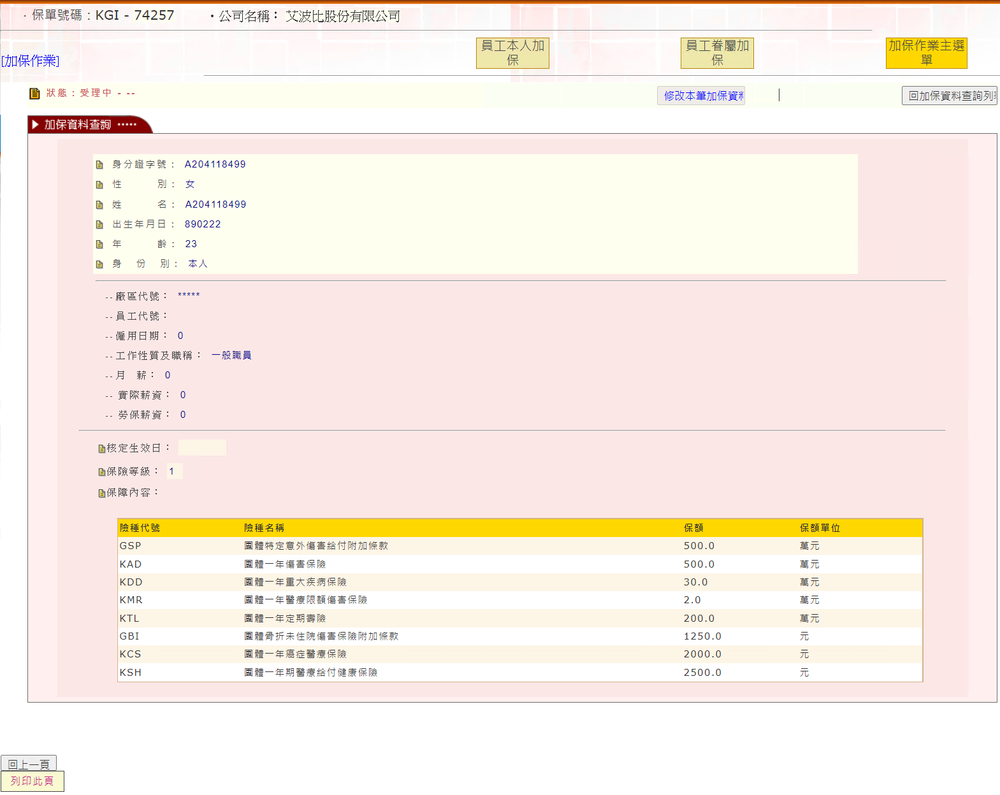 · 保單號碼：KGI - 74257 ・公司名稱： 艾波比股份有限公司
[加保作業] 員工本人加保 員工眷屬加保 加保作業主選單
狀態：受理中 - -- 修改本筆加保資料 | 回加保資料查詢列
加保資料查詢 •••••
身分證字號： A204118499
性 別： 女
姓 名： A204118499
出生年月日： 890222
年 齡： 23
身 份 別： 本人
--廠區代號： *****
--員工代號：
--僱用日期： 0
--工作性質及職稱： 一般職員
--月 薪： 0
-- 實際薪資： 0
-- 勞保薪資： 0
核定生效日：
保險等級： 1
保障內容：
險種代號 險種名稱 保額 保額單位
GSP 團體特定意外傷害給付附加條款 500.0 萬元
KAD 團體一年傷害保險 500.0 萬元
KDD 團體一年重大疾病保險 30.0 萬元
KMR 團體一年醫療限額傷害保險 2.0 萬元
KTL 團體一年定期壽險 200.0 萬元
GBI 團體骨折未住院傷害保險附加條款 1250.0 元
KCS 團體一年癌症醫療保險 2000.0 元
KSH 團體一年期醫療給付健康保險 2500.0 元
回上一頁
列印此頁